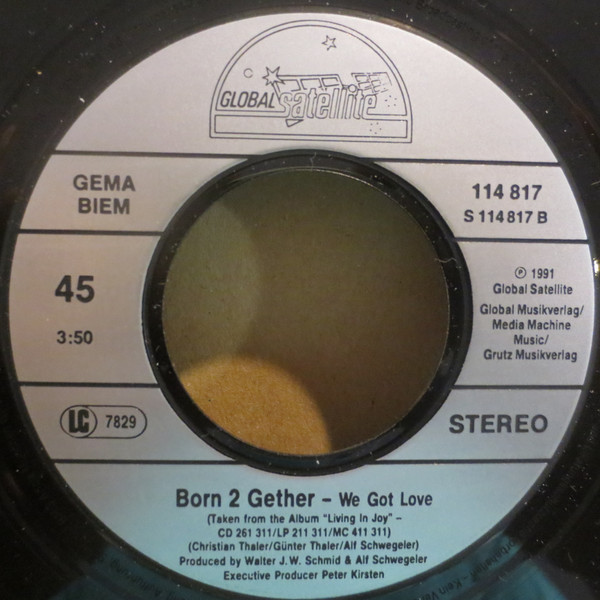 GLOBAL satellite
GEMA
BIEM
114 817
S 114817 B
45
3:50
℗ 1991
Global Satellite
Global Musikverlag/
Media Machine
Music/
Grutz Musikverlag
LC 7829
STEREO
Born 2 Gether – We Got Love
(Taken from the Album "Living In Joy" –
CD 261 311/LP 211 311/MC 411 311)
(Christian Thaler/Günter Thaler/Alf Schwegeler)
Produced by Walter J.W. Schmid & Alf Schwegeler
Executive Producer Peter Kirsten